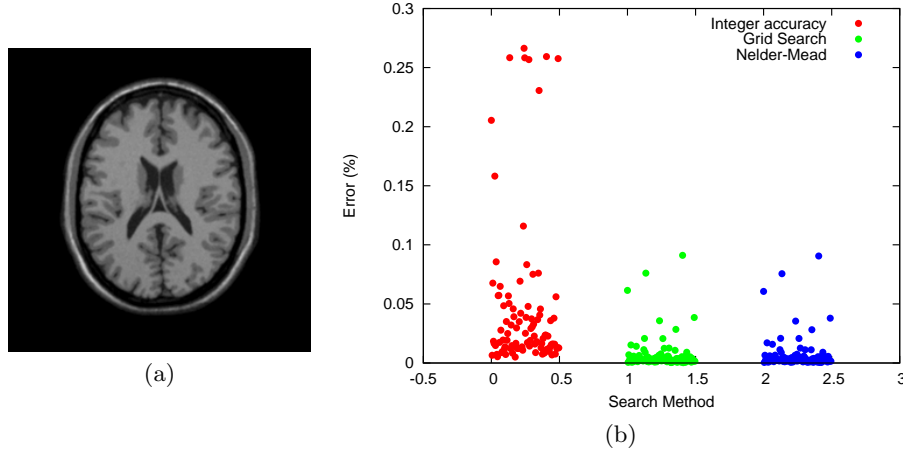 (a)
0.3
0.25
0.2
0.15
0.1
0.05
0
Error (%)
Integer accuracy
Grid Search
Nelder-Mead
-0.5 0 0.5 1 1.5 2 2.5 3
Search Method
(b)